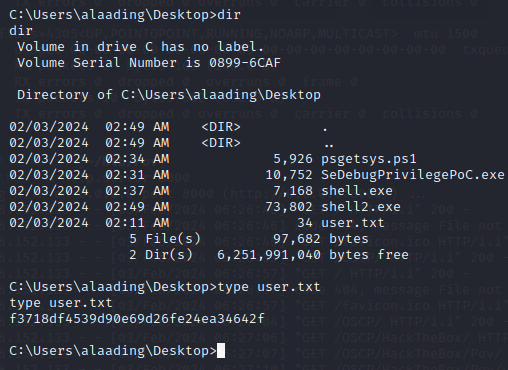 C:\Users\alaading\Desktop>dir
dir
 Volume in drive C has no label.
 Volume Serial Number is 0899-6CAF

 Directory of C:\Users\alaading\Desktop

02/03/2024  02:49 AM    <DIR>          .
02/03/2024  02:49 AM    <DIR>          ..
02/03/2024  02:34 AM             5,926 psgetsys.ps1
02/03/2024  02:31 AM            10,752 SeDebugPrivilegePoC.exe
02/03/2024  02:37 AM             7,168 shell.exe
02/03/2024  02:49 AM            73,802 shell2.exe
02/03/2024  02:11 AM                34 user.txt
               5 File(s)         97,682 bytes
               2 Dir(s)   6,251,991,040 bytes free

C:\Users\alaading\Desktop>type user.txt
type user.txt
f3718df4539d90e69d26fe24ea34642f

C:\Users\alaading\Desktop>